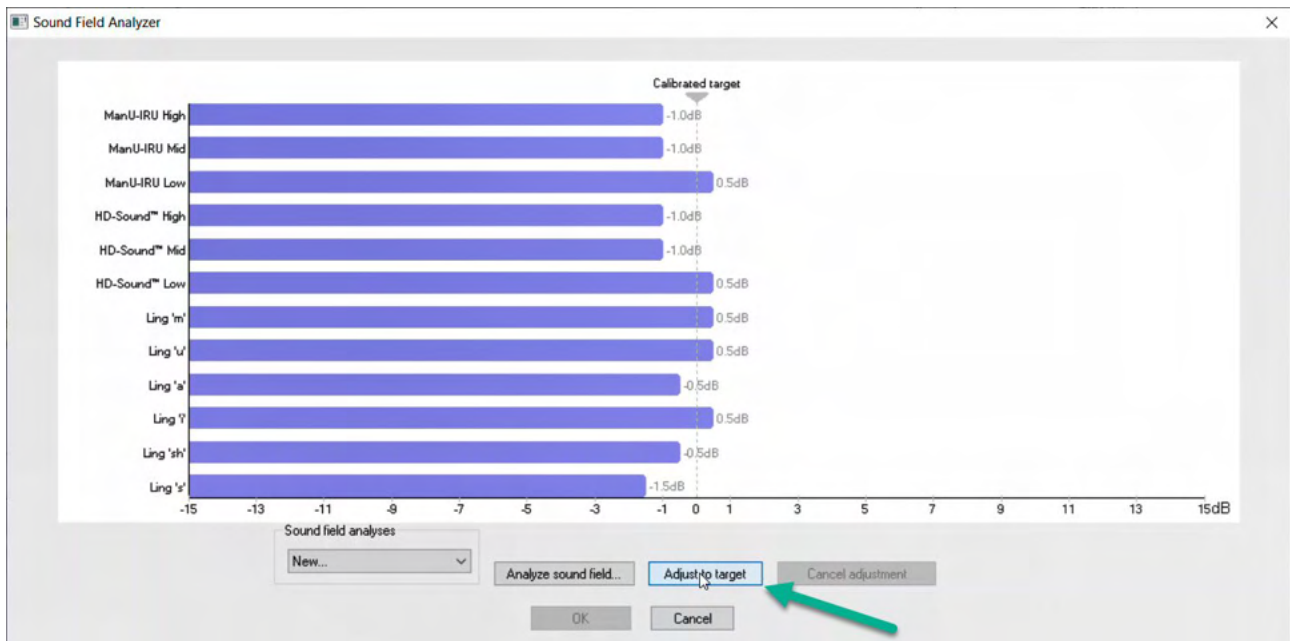 Sound Field Analyzer
Calibrated target
ManU-IRU High -1.0dB
ManU-IRU Mid -1.0dB
ManU-IRU Low 0.5dB
HD-Sound™ High -1.0dB
HD-Sound™ Mid -1.0dB
HD-Sound™ Low 0.5dB
Ling 'm' 0.5dB
Ling 'u' 0.5dB
Ling 'a' -0.5dB
Ling 'i' 0.5dB
Ling 'sh' -0.5dB
Ling 's' -1.5dB
-15 -13 -11 -9 -7 -5 -3 -1 0 1 3 5 7 9 11 13 15dB
Sound field analyses
New...
Analyze sound field... Adjust to target Cancel adjustment
OK Cancel